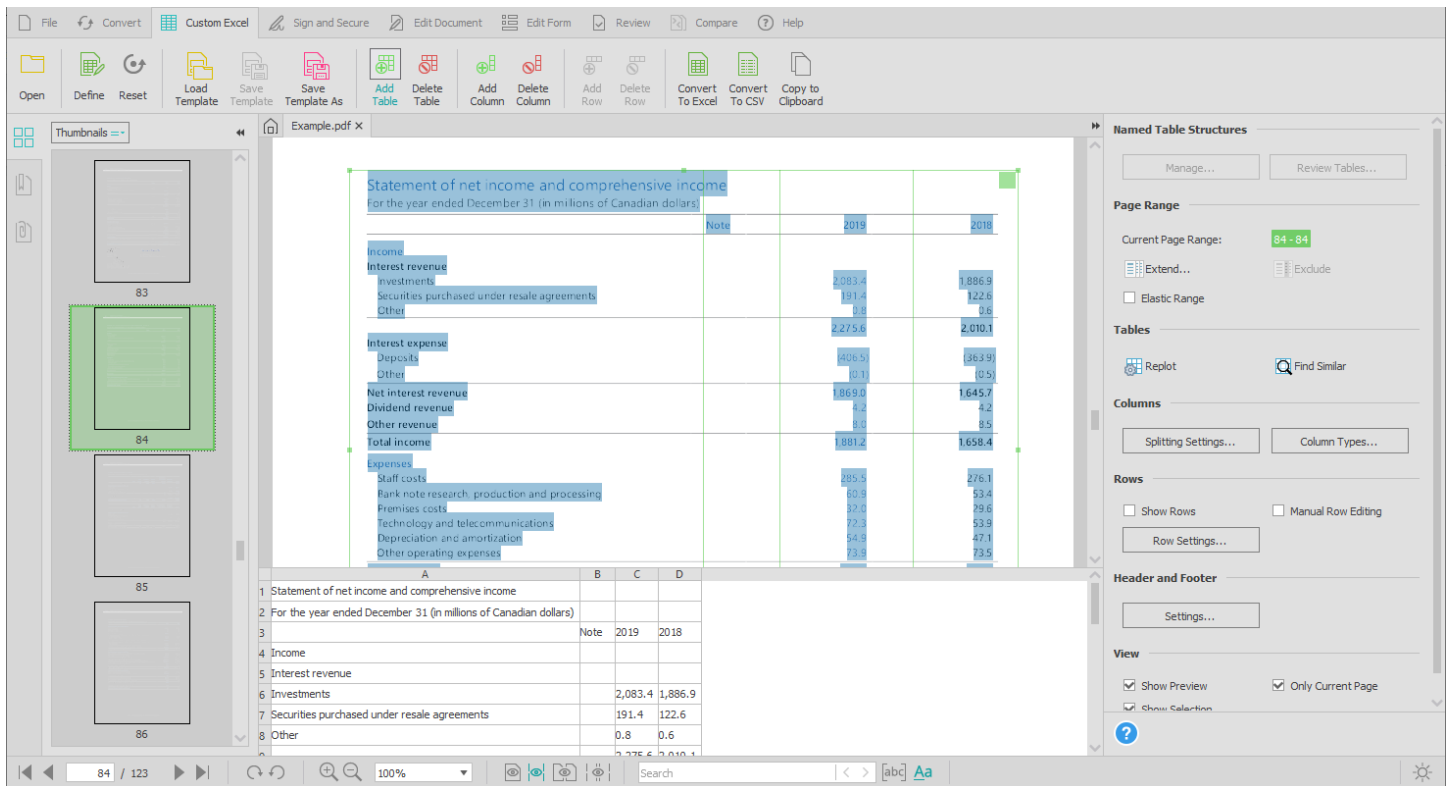 File Convert Custom Excel Sign and Secure Edit Document Edit Form Review Compare Help
Open Define Reset Load Template Save Template Save Template As Add Table Delete Table Add Column Delete Column Add Row Delete Row Convert To Excel Convert To CSV Copy to Clipboard
Thumbnails
83
84
85
86
Example.pdf
Statement of net income and comprehensive income
For the year ended December 31 (in millions of Canadian dollars)
Note 2019 2018
Income
Interest revenue
Investments 2,083.4 1,886.9
Securities purchased under resale agreements 191.4 122.6
Other 0.8 0.6
2,275.6 2,010.1
Interest expense
Deposits (406.5) (363.9)
Other (0.1) (0.5)
Net interest revenue 1,869.0 1,645.7
Dividend revenue 4.2 4.2
Other revenue 8.0 8.5
Total income 1,881.2 1,658.4
Expenses
Staff costs 285.5 276.1
Bank note research, production and processing 60.9 53.4
Premises costs 32.0 29.6
Technology and telecommunications 72.3 53.9
Depreciation and amortization 54.9 47.1
Other operating expenses 73.9 73.5
A B C D
1 Statement of net income and comprehensive income
2 For the year ended December 31 (in millions of Canadian dollars)
3 Note 2019 2018
4 Income
5 Interest revenue
6 Investments 2,083.4 1,886.9
7 Securities purchased under resale agreements 191.4 122.6
8 Other 0.8 0.6
2,275.6 2,010.1
Named Table Structures
Manage... Review Tables...
Page Range
Current Page Range: 84 - 84
Extend... Exclude
Elastic Range
Tables
Replot Find Similar
Columns
Splitting Settings... Column Types...
Rows
Show Rows Manual Row Editing
Row Settings...
Header and Footer
Settings...
View
Show Preview Only Current Page
Show Selection
84 / 123 100% Search [abc] Aa